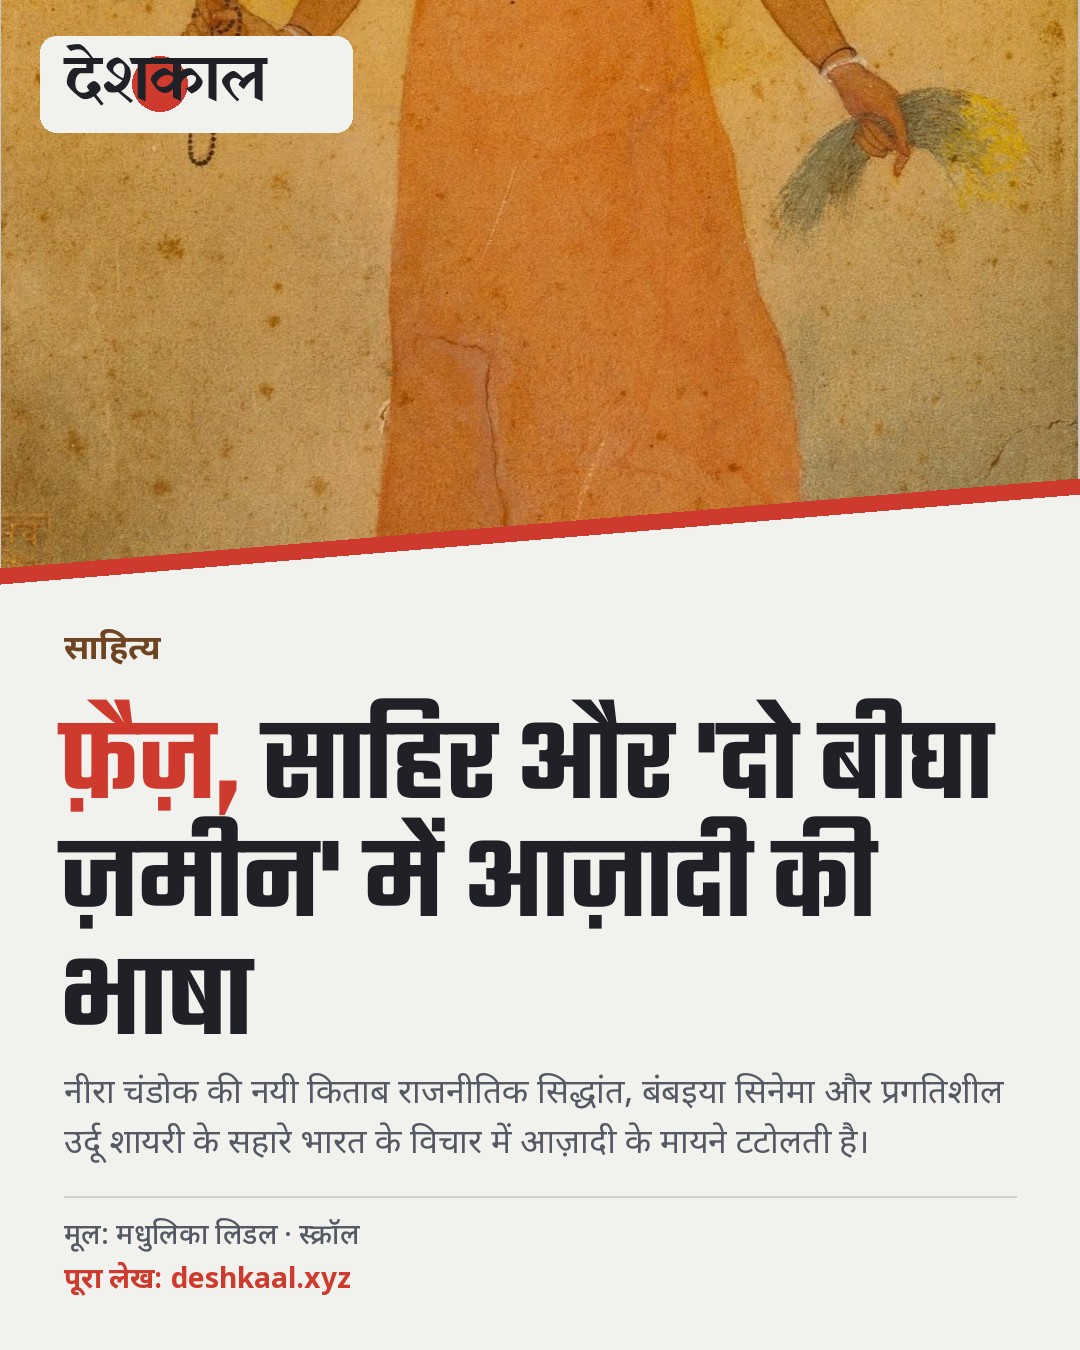 देशकाल
साहित्य
फ़ैज़, साहिर और 'दो बीघा
ज़मीन' में आज़ादी की
भाषा
नीरा चंडोक की नयी किताब राजनीतिक सिद्धांत, बंबइया सिनेमा और प्रगतिशील
उर्दू शायरी के सहारे भारत के विचार में आज़ादी के मायने टटोलती है।
मूल: मधुलिका लिडल · स्क्रॉल
पूरा लेख: deshkaal.xyz